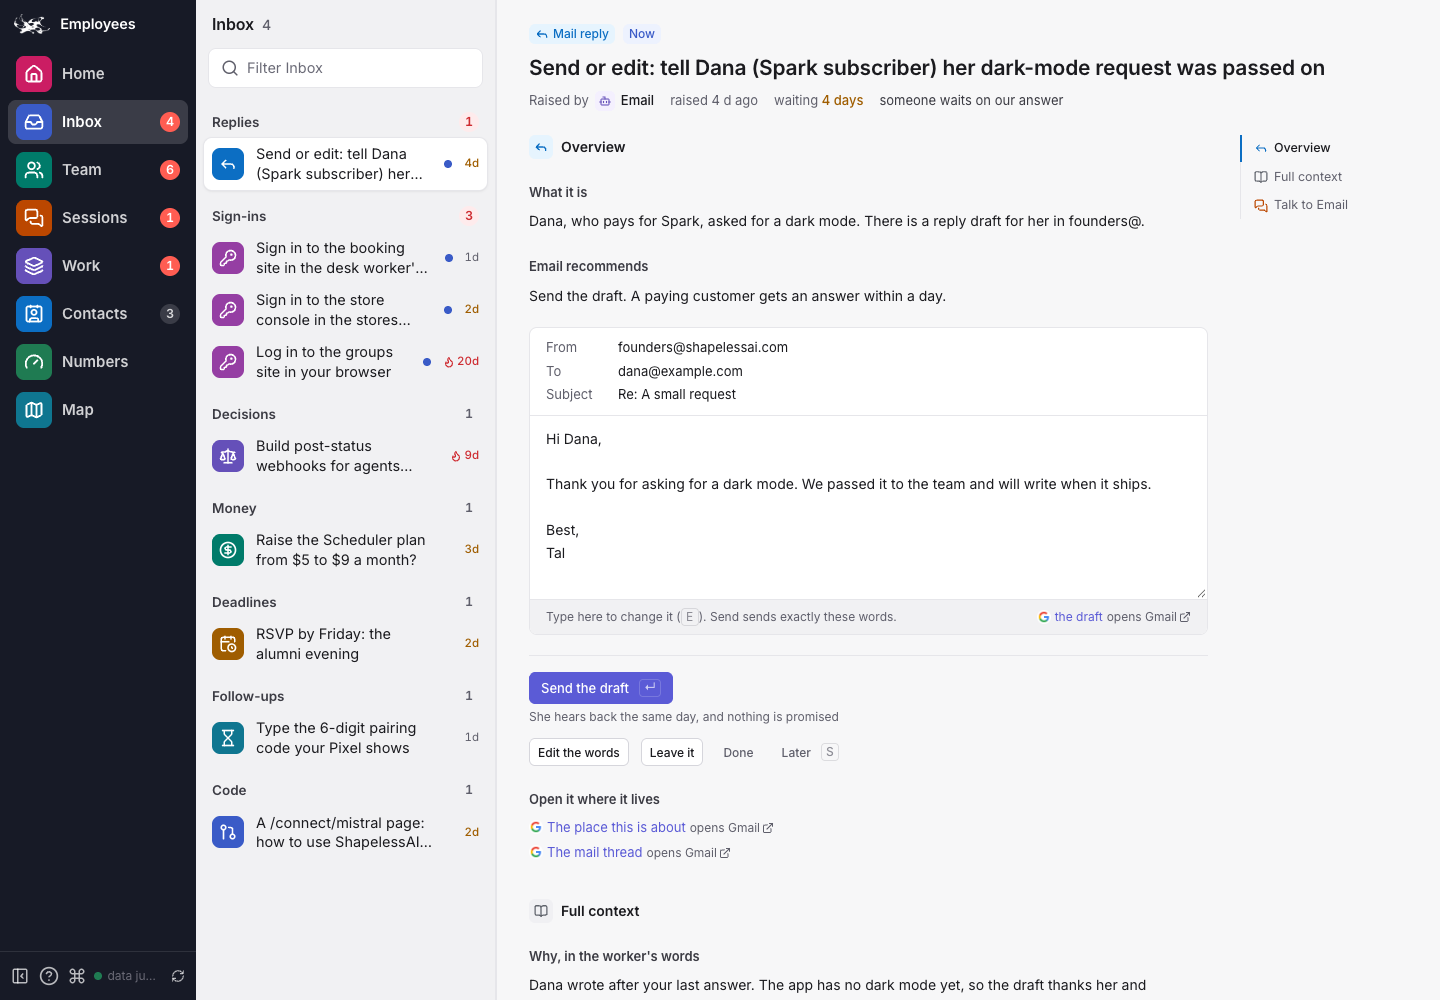 Employees
Home
Inbox 4
Team 6
Sessions 1
Work 1
Contacts 3
Numbers
Map
data ju...
Inbox 4
Filter Inbox
Replies 1
Send or edit: tell Dana
(Spark subscriber) her... 4d
Sign-ins 3
Sign in to the booking
site in the desk worker'... 1d
Sign in to the store
console in the stores... 2d
Log in to the groups
site in your browser 20d
Decisions 1
Build post-status
webhooks for agents... 9d
Money 1
Raise the Scheduler plan
from $5 to $9 a month? 3d
Deadlines 1
RSVP by Friday: the
alumni evening 2d
Follow-ups 1
Type the 6-digit pairing
code your Pixel shows 1d
Code 1
A /connect/mistral page:
how to use ShapelessAI... 2d
Mail reply Now
Send or edit: tell Dana (Spark subscriber) her dark-mode request was passed on
Raised by Email raised 4 d ago waiting 4 days someone waits on our answer
Overview
What it is
Dana, who pays for Spark, asked for a dark mode. There is a reply draft for her in founders@.
Email recommends
Send the draft. A paying customer gets an answer within a day.
From founders@shapelessai.com
To dana@example.com
Subject Re: A small request
Hi Dana,
Thank you for asking for a dark mode. We passed it to the team and will write when it ships.
Best,
Tal
Type here to change it (E). Send sends exactly these words. the draft opens Gmail
Send the draft
She hears back the same day, and nothing is promised
Edit the words Leave it Done Later S
Open it where it lives
The place this is about opens Gmail
The mail thread opens Gmail
Full context
Why, in the worker's words
Dana wrote after your last answer. The app has no dark mode yet, so the draft thanks her and
Overview
Full context
Talk to Email